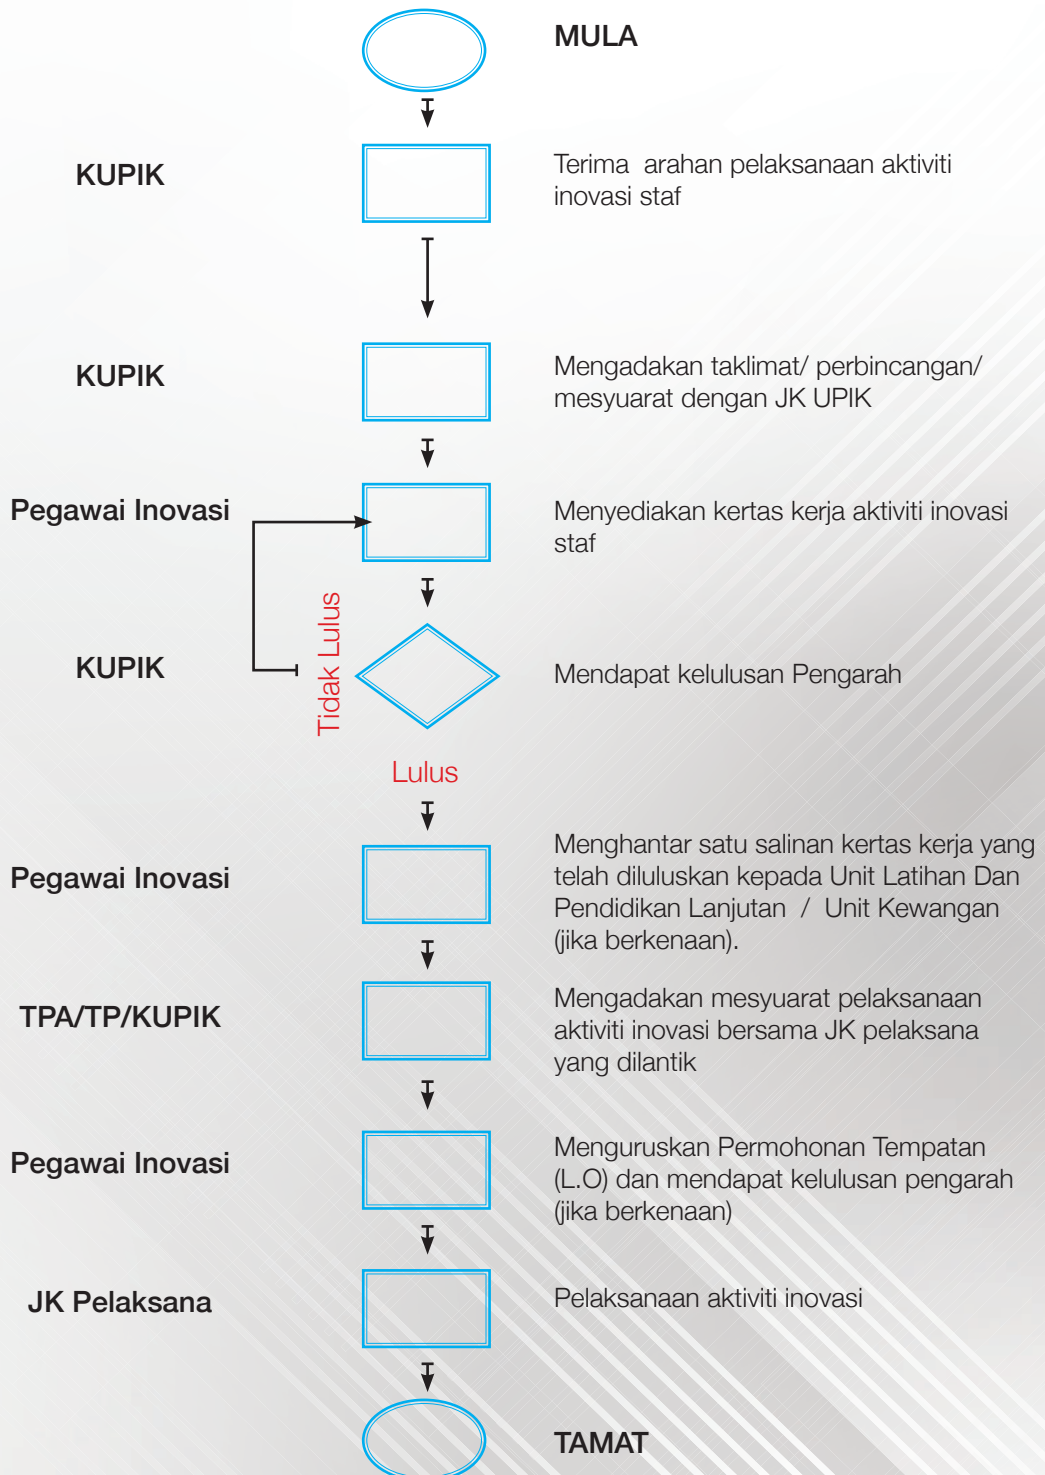 MULA
KUPIK
Terima arahan pelaksanaan aktiviti
inovasi staf
KUPIK
Mengadakan taklimat/ perbincangan/
mesyuarat dengan JK UPIK
Pegawai Inovasi
Menyediakan kertas kerja aktiviti inovasi
staf
Tidak Lulus
KUPIK
Mendapat kelulusan Pengarah
Lulus
Pegawai Inovasi
Menghantar satu salinan kertas kerja yang
telah diluluskan kepada Unit Latihan Dan
Pendidikan Lanjutan / Unit Kewangan
(jika berkenaan).
TPA/TP/KUPIK
Mengadakan mesyuarat pelaksanaan
aktiviti inovasi bersama JK pelaksana
yang dilantik
Pegawai Inovasi
Menguruskan Permohonan Tempatan
(L.O) dan mendapat kelulusan pengarah
(jika berkenaan)
JK Pelaksana
Pelaksanaan aktiviti inovasi
TAMAT